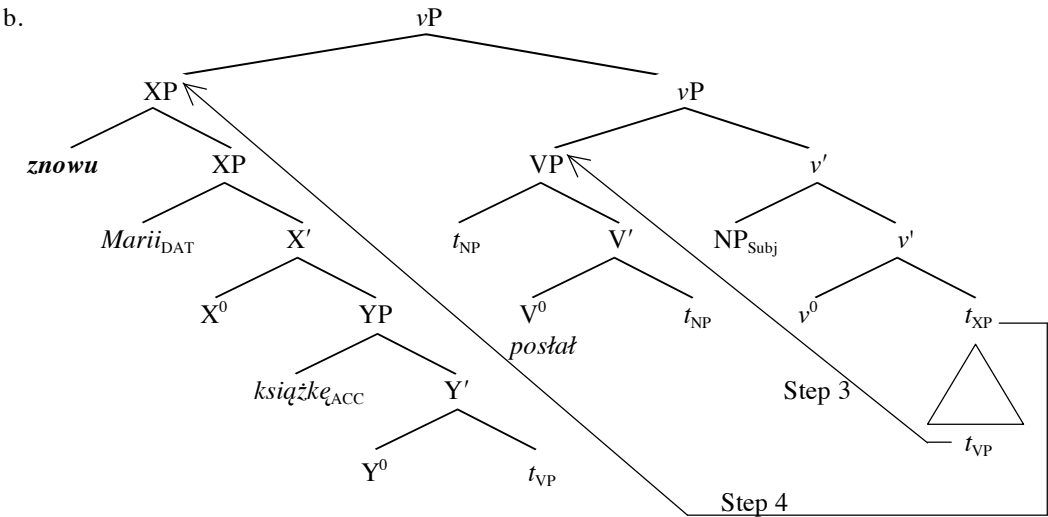 b.
vP
XP vP
znowu XP VP v′
Marii_DAT X′ t_NP V′ NP_Subj v'
X⁰ YP V⁰ t_NP v⁰ t_XP
posłał
książkę_ACC Y′ Step 3
Y⁰ t_VP t_VP
Step 4